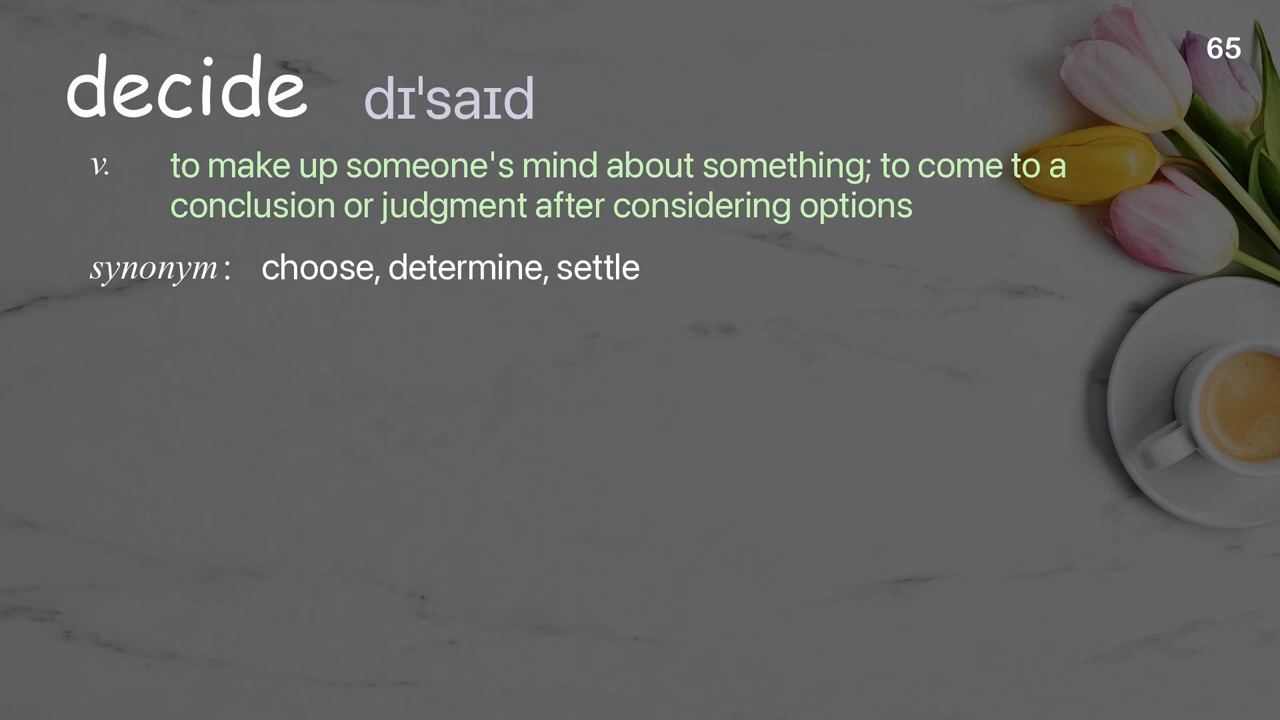 65
decide dɪˈsaɪd
v. to make up someone's mind about something; to come to a
conclusion or judgment after considering options
synonym: choose, determine, settle